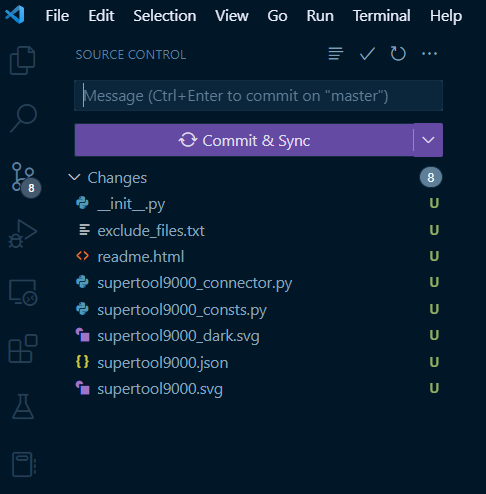 File Edit Selection View Go Run Terminal Help
SOURCE CONTROL
Message (Ctrl+Enter to commit on "master")
Commit & Sync
Changes 8
8
__init__.py U
exclude_files.txt U
readme.html U
supertool9000_connector.py U
supertool9000_consts.py U
supertool9000_dark.svg U
supertool9000.json U
supertool9000.svg U